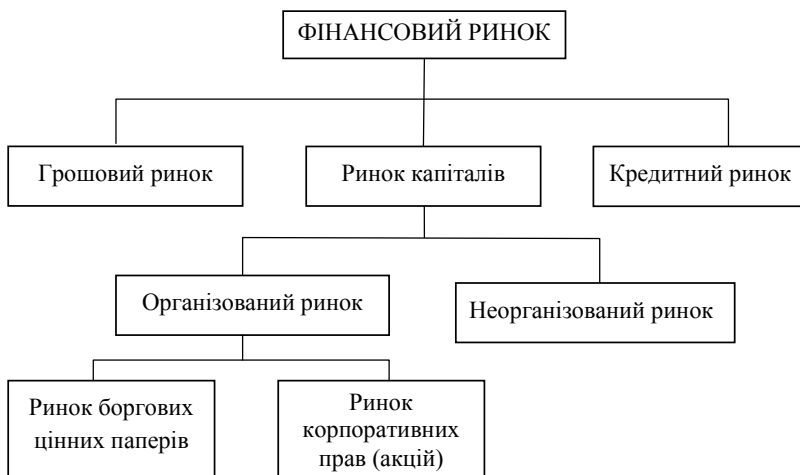 ФІНАНСОВИЙ РИНОК
Грошовий ринок
Ринок капіталів
Кредитний ринок
Організований ринок
Неорганізований ринок
Ринок боргових
цінних паперів
Ринок
корпоративних
прав (акцій)